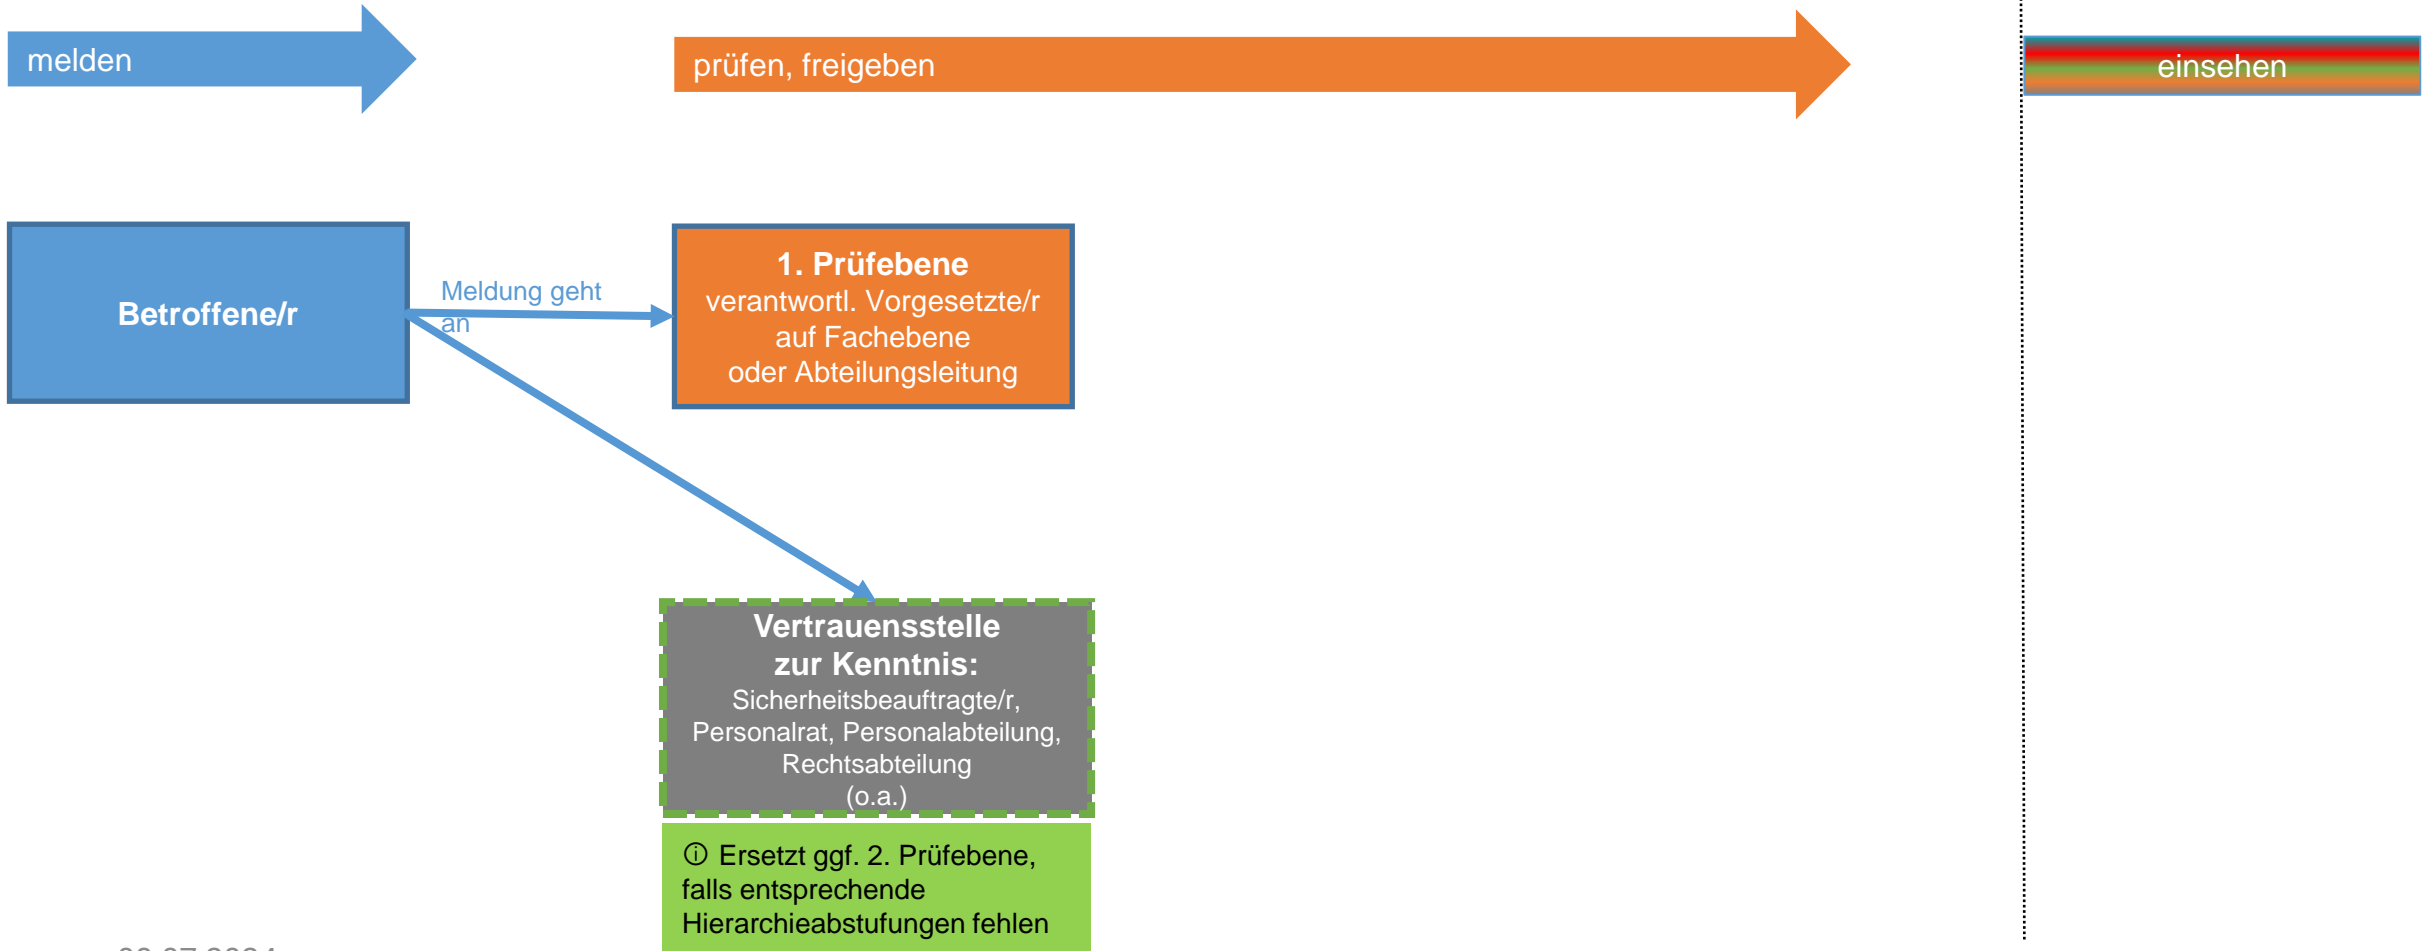 melden
prüfen, freigeben
einsehen
Betroffene/r
Meldung geht
an
1. Prüfebene
verantwortl. Vorgesetzte/r
auf Fachebene
oder Abteilungsleitung
Vertrauensstelle
zur Kenntnis:
Sicherheitsbeauftragte/r,
Personalrat, Personalabteilung,
Rechtsabteilung
(o.a.)
ⓘ Ersetzt ggf. 2. Prüfebene,
falls entsprechende
Hierarchieabstufungen fehlen